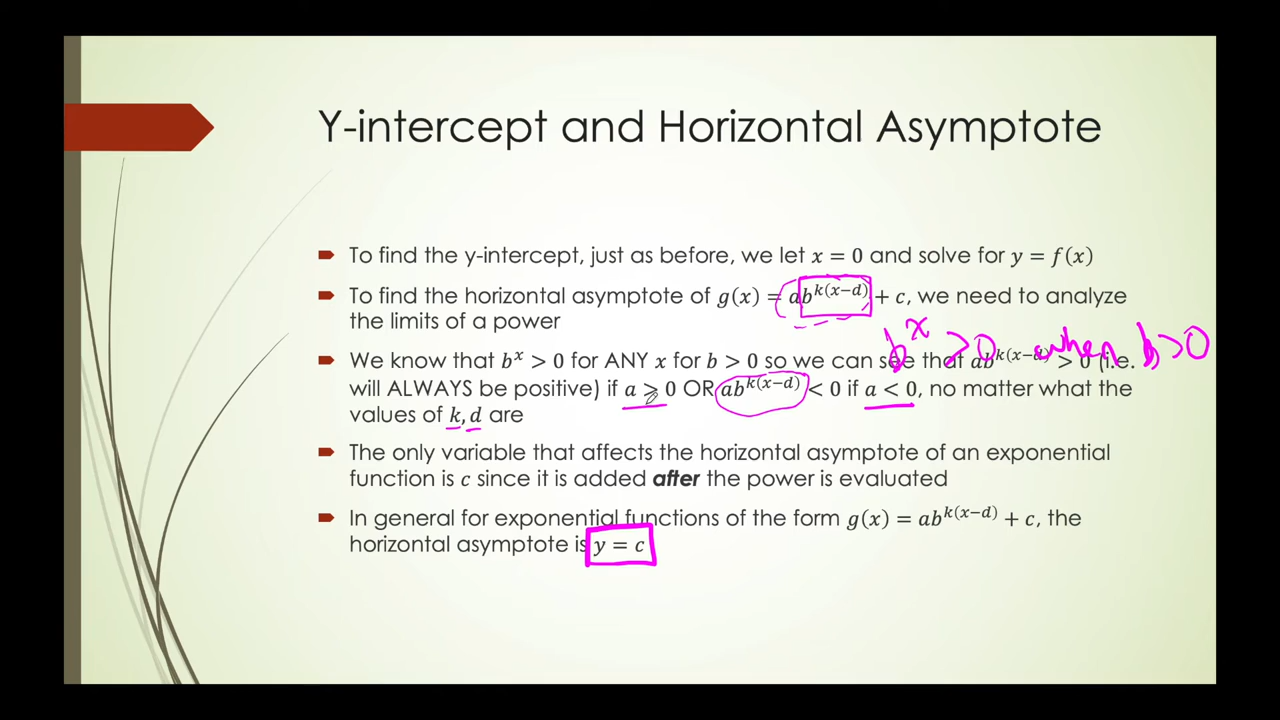 Y-intercept and Horizontal Asymptote
To find the y-intercept, just as before, we let x = 0 and solve for y = f(x)
To find the horizontal asymptote of g(x) = ab^{k(x−d)} + c, we need to analyze
the limits of a power
b^x > 0 when b > 0
We know that b^x > 0 for ANY x for b > 0 so we can see that ab^{k(x−d)} > 0 (i.e.
will ALWAYS be positive) if a > 0 OR ab^{k(x−d)} < 0 if a < 0, no matter what the
values of k, d are
The only variable that affects the horizontal asymptote of an exponential
function is c since it is added after the power is evaluated
In general for exponential functions of the form g(x) = ab^{k(x−d)} + c, the
horizontal asymptote is y = c